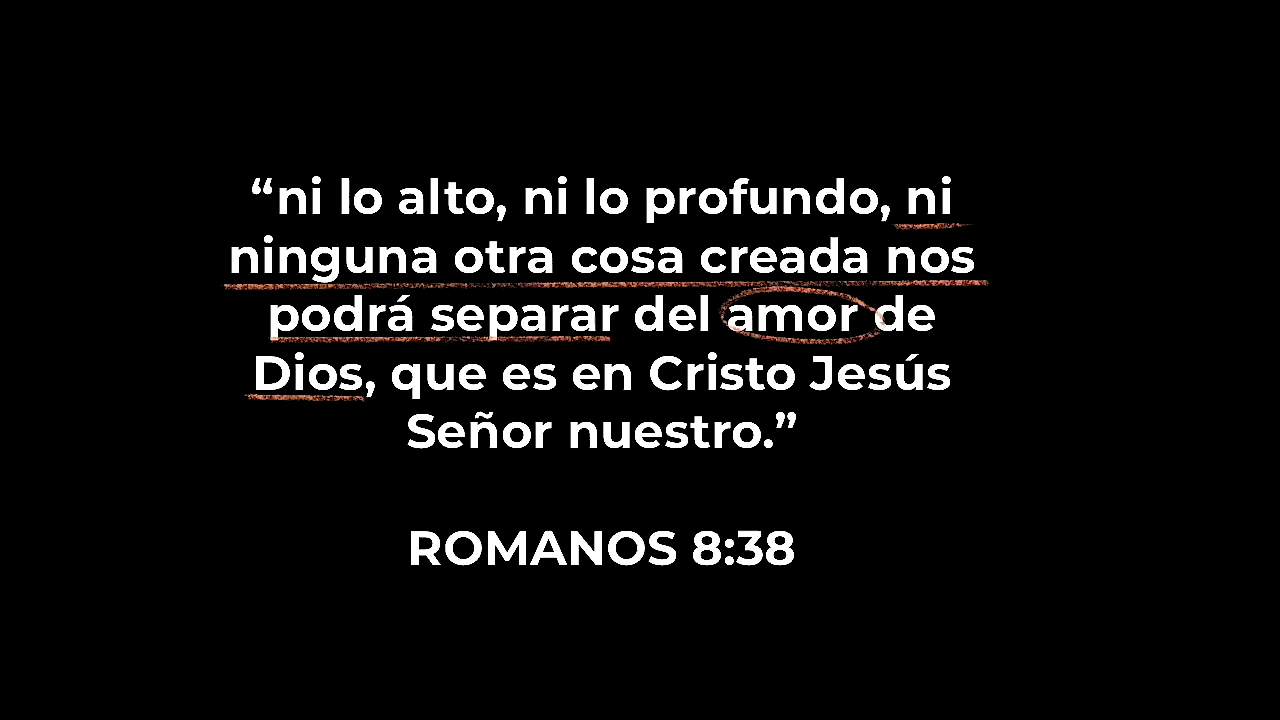 “ni lo alto, ni lo profundo, ni
ninguna otra cosa creada nos
podrá separar del amor de
Dios, que es en Cristo Jesús
Señor nuestro.”
ROMANOS 8:38